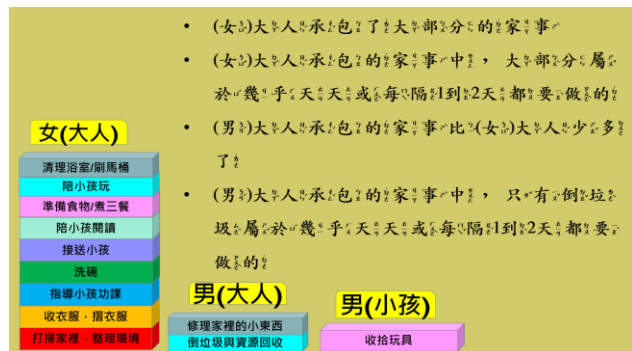 • (女)大人承包了大部分的家事
• (女)大人承包的家事中，大部分屬
於幾乎天天或每隔1到2天都要做的
• (男)大人承包的家事比(女)大人少多
了
• (男)大人承包的家事中，只有倒垃
圾屬於幾乎天天或每隔1到2天都要
做的
女(大人)
清理浴室/刷馬桶
陪小孩玩
準備食物/煮三餐
陪小孩閱讀
接送小孩
洗碗
指導小孩功課
收衣服，摺衣服
打掃家裡，整理環境
男(大人)
修理家裡的小東西
倒垃圾與資源回收
男(小孩)
收拾玩具